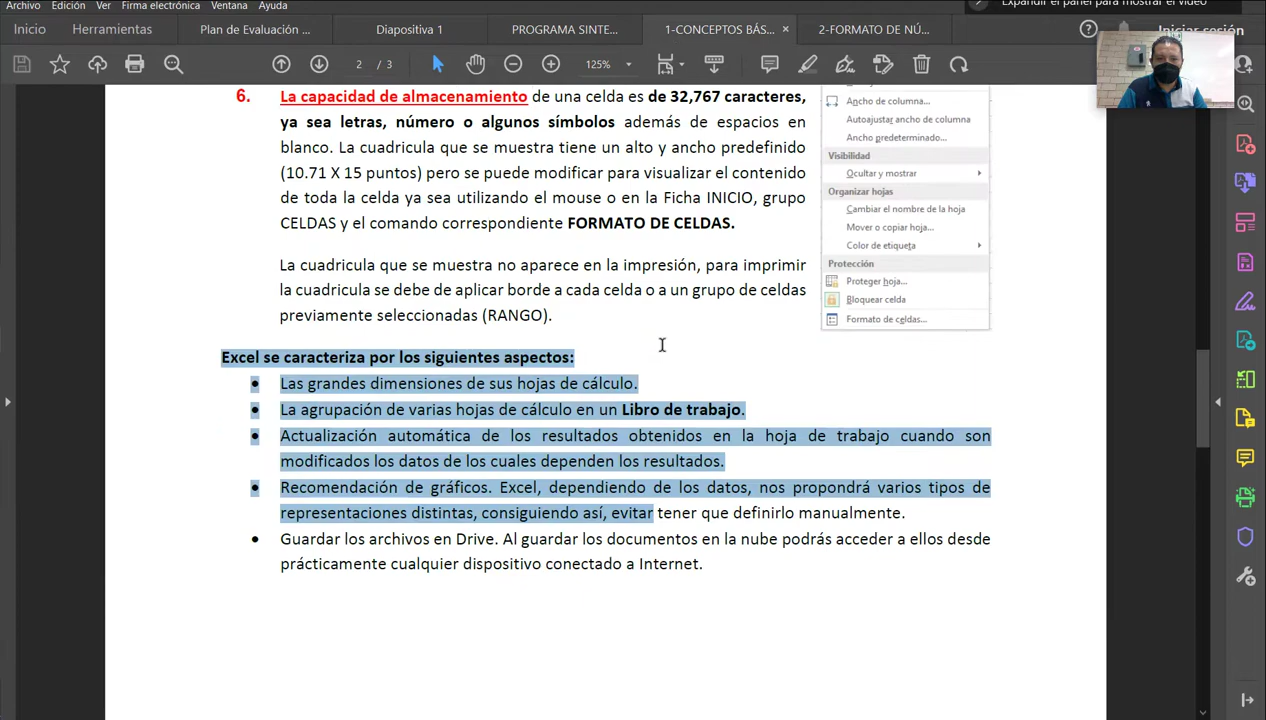 Archivo Edición Ver Firma electrónica Ventana Ayuda
Expandir el panel para mostrar el video
Inicio Herramientas Plan de Evaluación ... Diapositiva 1 PROGRAMA SINTE... 1-CONCEPTOS BÁS... × 2-FORMATO DE NÚ... Iniciar sesión
2 / 3 125%
6. La capacidad de almacenamiento de una celda es de 32,767 caracteres,
ya sea letras, número o algunos símbolos además de espacios en
blanco. La cuadricula que se muestra tiene un alto y ancho predefinido
(10.71 X 15 puntos) pero se puede modificar para visualizar el contenido
de toda la celda ya sea utilizando el mouse o en la Ficha INICIO, grupo
CELDAS y el comando correspondiente FORMATO DE CELDAS.
La cuadricula que se muestra no aparece en la impresión, para imprimir
la cuadricula se debe de aplicar borde a cada celda o a un grupo de celdas
previamente seleccionadas (RANGO).
Ancho de columna...
Autoajustar ancho de columna
Ancho predeterminado...
Visibilidad
Ocultar y mostrar
Organizar hojas
Cambiar el nombre de la hoja
Mover o copiar hoja...
Color de etiqueta
Protección
Proteger hoja...
Bloquear celda
Formato de celdas...
Excel se caracteriza por los siguientes aspectos:
• Las grandes dimensiones de sus hojas de cálculo.
• La agrupación de varias hojas de cálculo en un Libro de trabajo.
• Actualización automática de los resultados obtenidos en la hoja de trabajo cuando son
modificados los datos de los cuales dependen los resultados.
• Recomendación de gráficos. Excel, dependiendo de los datos, nos propondrá varios tipos de
representaciones distintas, consiguiendo así, evitar tener que definirlo manualmente.
• Guardar los archivos en Drive. Al guardar los documentos en la nube podrás acceder a ellos desde
prácticamente cualquier dispositivo conectado a Internet.